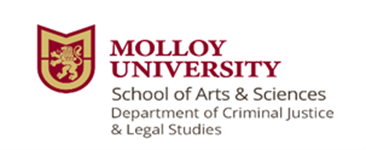 MOLLOY
UNIVERSITY
School of Arts & Sciences
Department of Criminal Justice
& Legal Studies